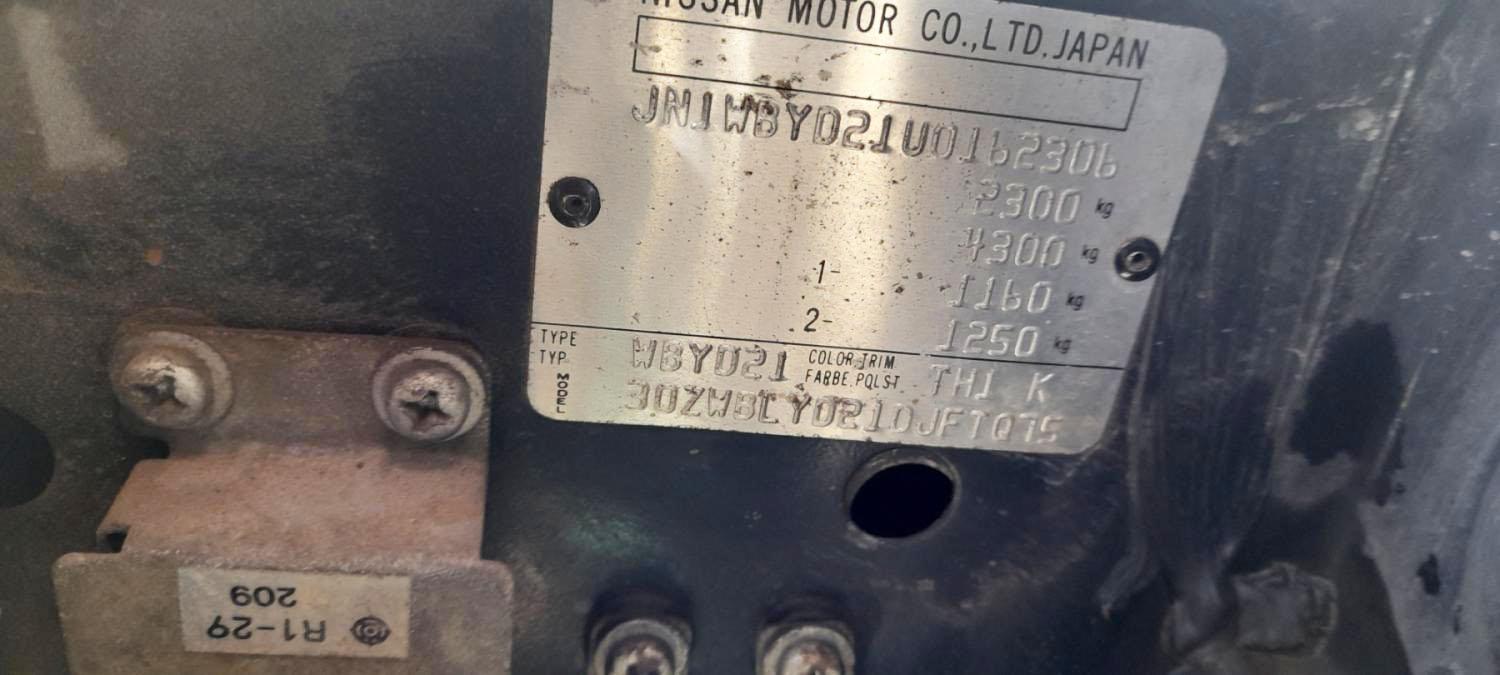 NISSAN MOTOR CO.,LTD.JAPAN
JN1WBYD21U0162306
2300 kg
4300 kg
1- 1160 kg
2- 1250 kg
TYPE
TYP WBYD21 COLOR.TRIM
FARBE.POLST TH1 K
MODEL
R1-29
209